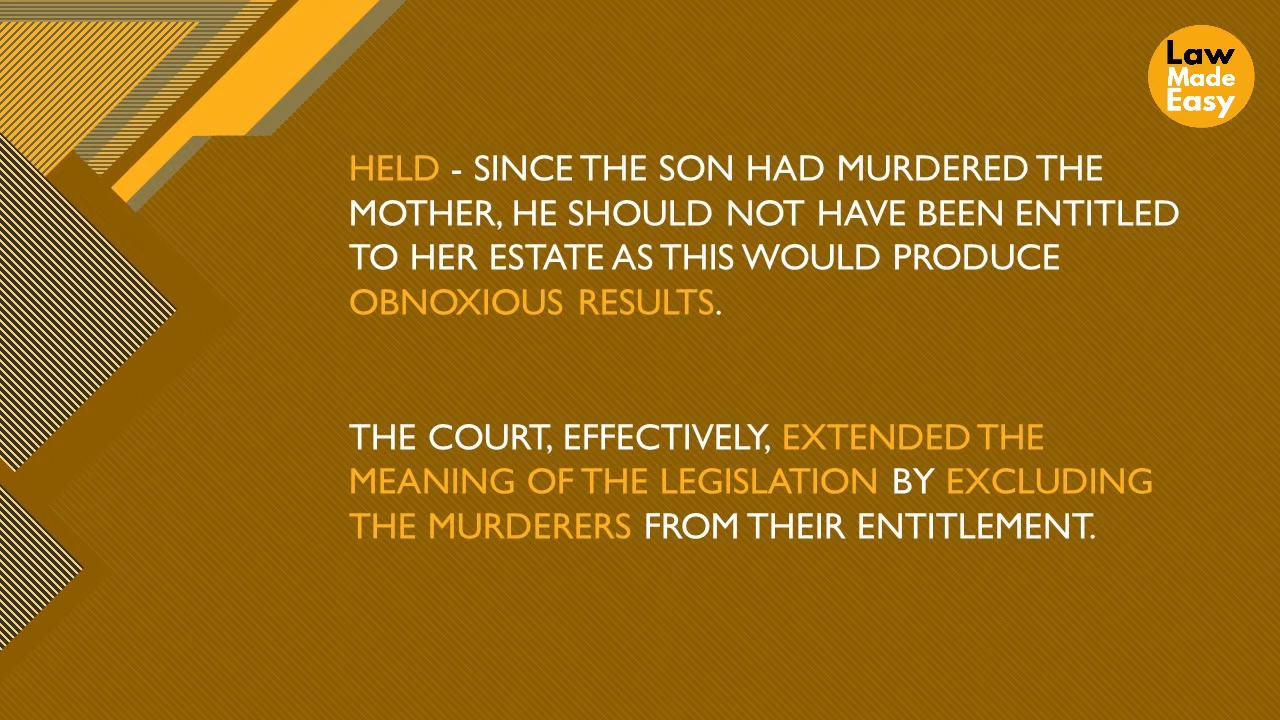 Law
Made
Easy
HELD - SINCE THE SON HAD MURDERED THE
MOTHER, HE SHOULD NOT HAVE BEEN ENTITLED
TO HER ESTATE AS THIS WOULD PRODUCE
OBNOXIOUS RESULTS.
THE COURT, EFFECTIVELY, EXTENDED THE
MEANING OF THE LEGISLATION BY EXCLUDING
THE MURDERERS FROM THEIR ENTITLEMENT.